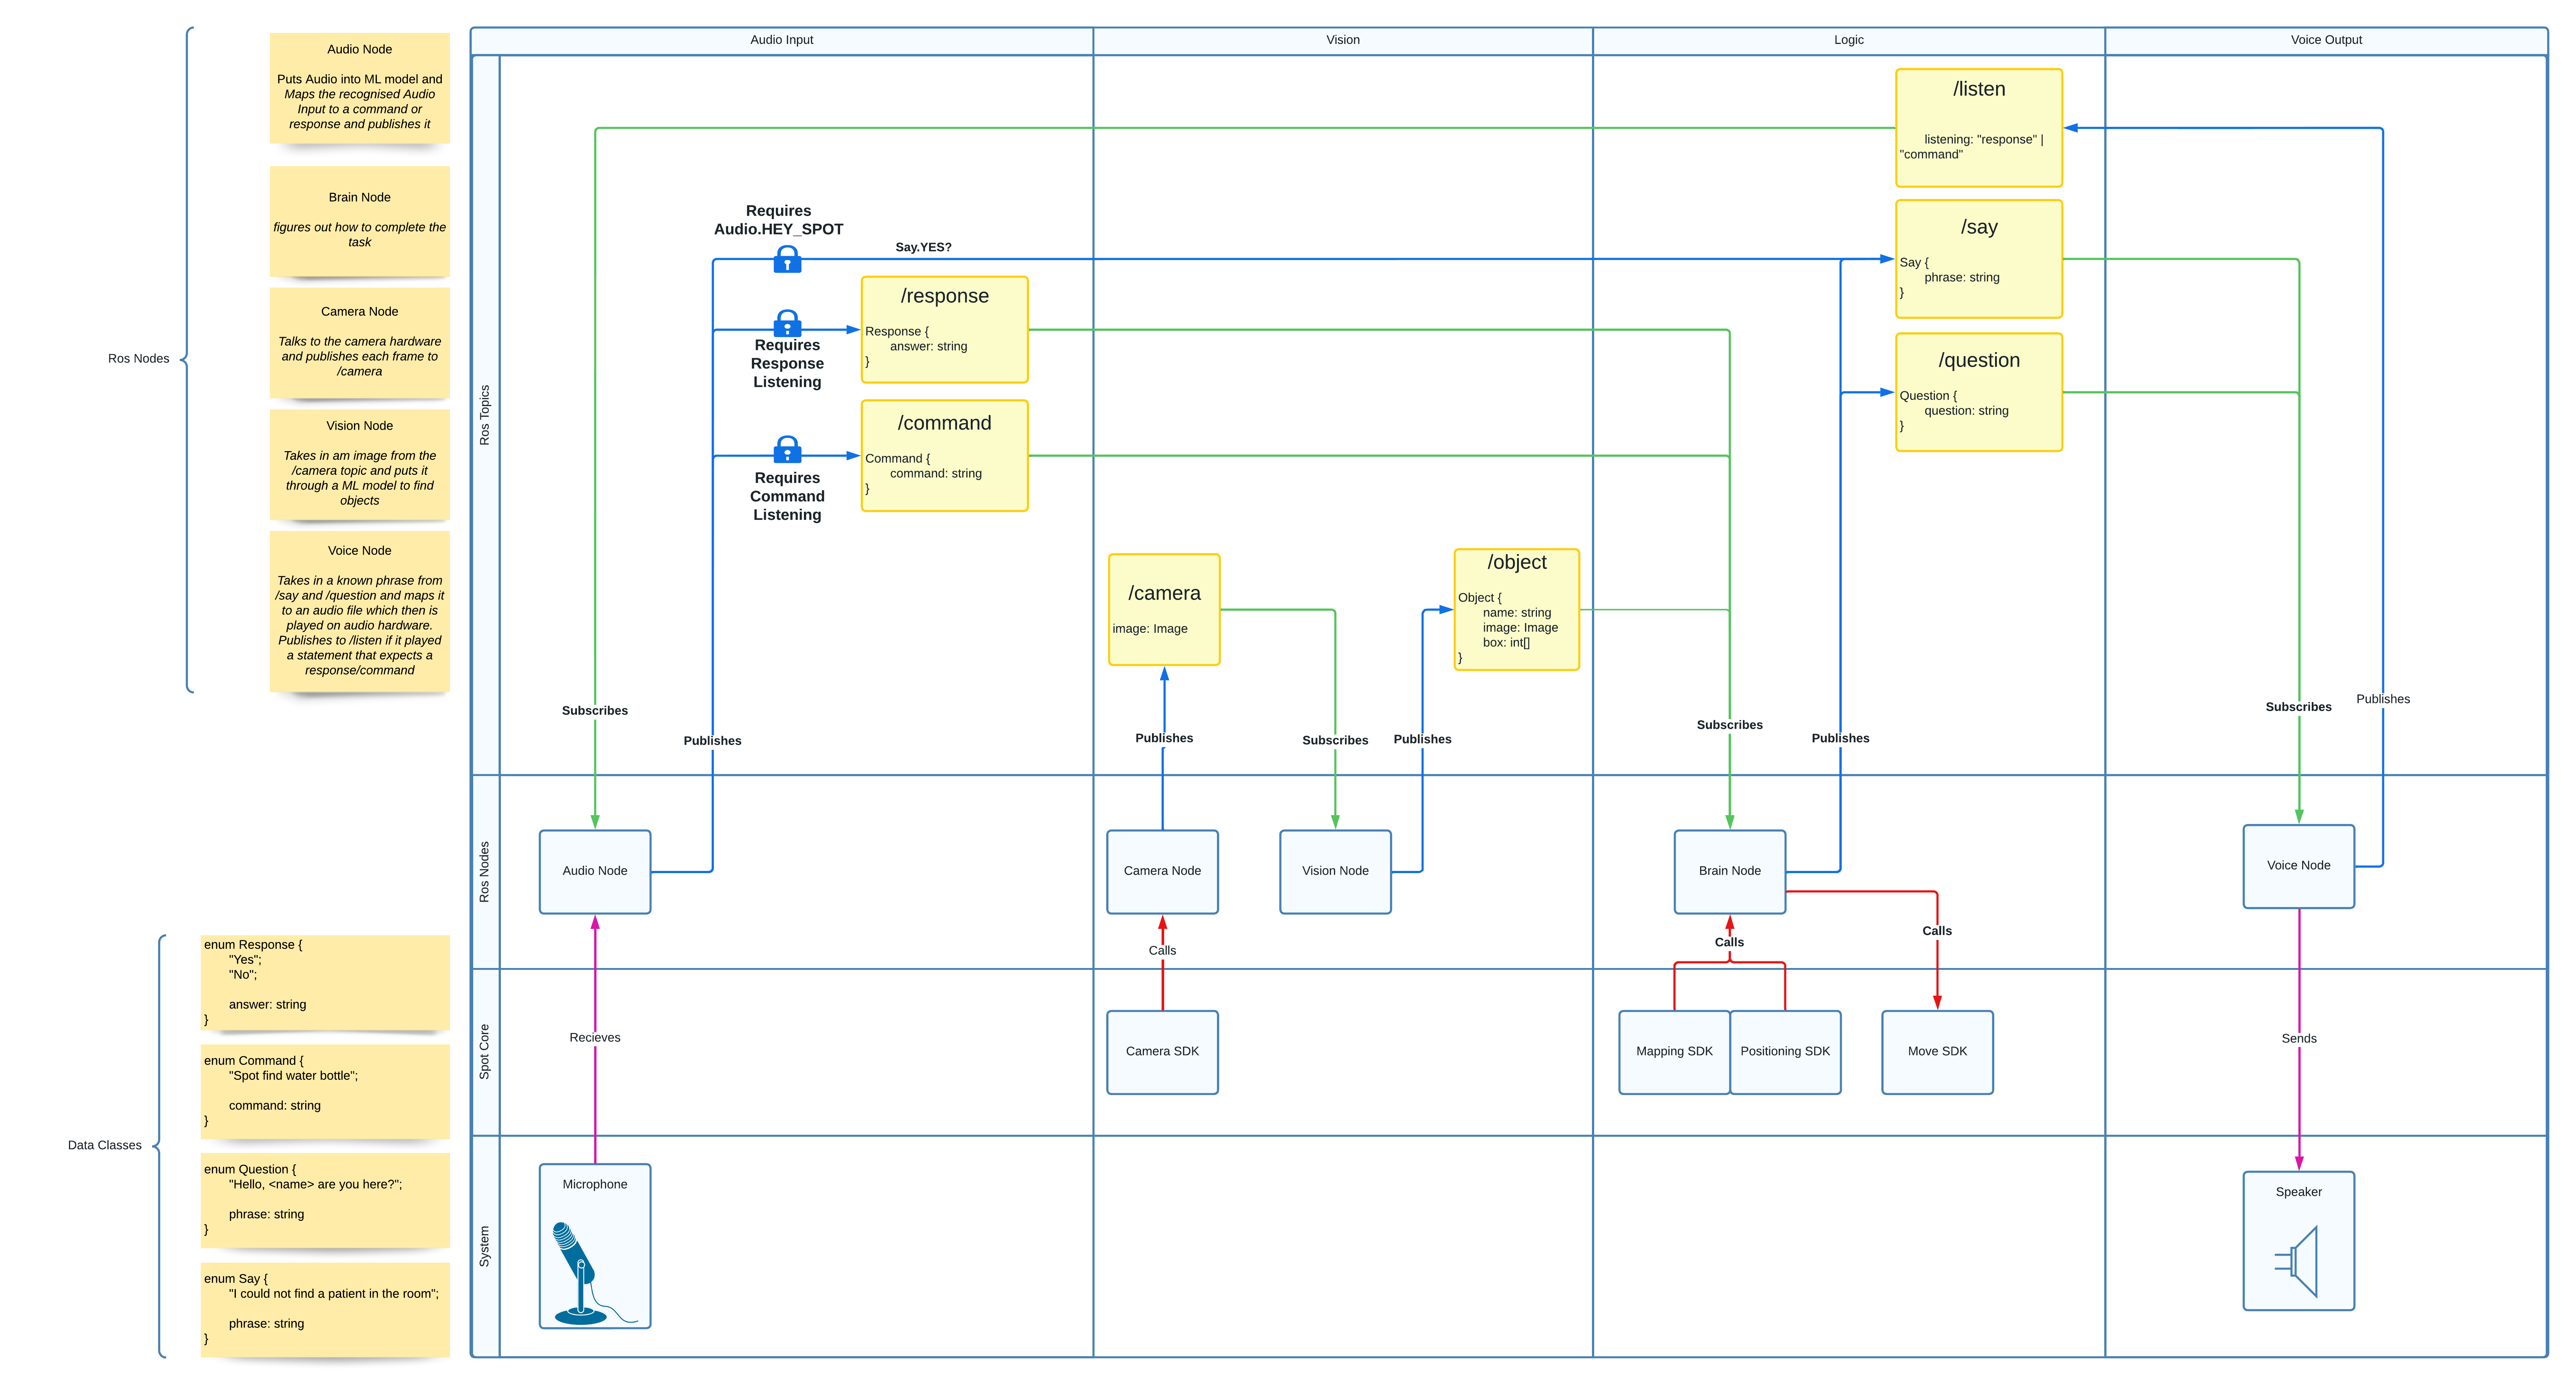 Ros Nodes
Audio Node
Puts Audio into ML model and
Maps the recognised Audio
Input to a command or
response and publishes it
Brain Node
figures out how to complete the
task
Camera Node
Talks to the camera hardware
and publishes each frame to
/camera
Vision Node
Takes in am image from the
/camera topic and puts it
through a ML model to find
objects
Voice Node
Takes in a known phrase from
/say and /question and maps it
to an audio file which then is
played on audio hardware.
Publishes to /listen if it played
a statement that expects a
response/command
Data Classes
enum Response {
"Yes";
"No";
answer: string
}
enum Command {
"Spot find water bottle";
command: string
}
enum Question {
"Hello, <name> are you here?";
phrase: string
}
enum Say {
"I could not find a patient in the room";
phrase: string
}
Audio Input
Vision
Logic
Voice Output
Ros Topics
/listen
listening: "response" |
"command"
Requires
Audio.HEY_SPOT
Say.YES?
/say
Say {
phrase: string
}
/response
Response {
answer: string
}
Requires
Response
Listening
/question
Question {
question: string
}
/command
Command {
command: string
}
Requires
Command
Listening
/camera
image: Image
/object
Object {
name: string
image: Image
box: int[]
}
Subscribes
Publishes
Publishes
Subscribes
Publishes
Subscribes
Publishes
Subscribes
Publishes
Ros Nodes
Audio Node
Camera Node
Vision Node
Brain Node
Voice Node
Calls
Calls
Calls
Spot Core
Recieves
Camera SDK
Mapping SDK
Positioning SDK
Move SDK
Sends
System
Microphone
Speaker